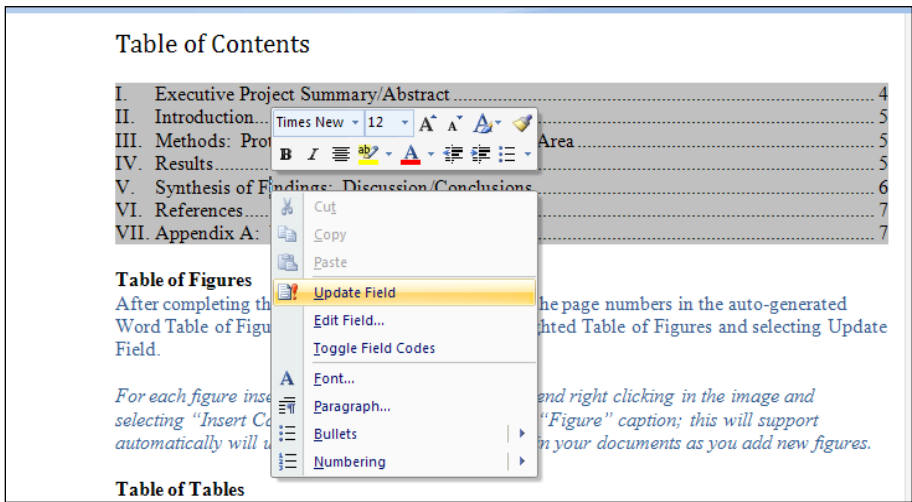 Table of Contents
I. Executive Project Summary/Abstract 4
II. Introduction 5
Times New 12
III. Methods: Prot Area 5
IV. Results 5
V. Synthesis of Findings: Discussion/Conclusions 6
VI. References 7
VII. Appendix A: 7
Cut
Copy
Paste
Update Field
Edit Field...
Toggle Field Codes
Font...
Paragraph...
Bullets
Numbering
Table of Figures
After completing th he page numbers in the auto-generated
Word Table of Figu hted Table of Figures and selecting Update
Field.
For each figure inse end right clicking in the image and
selecting “Insert Ca “Figure” caption; this will support
automatically will u in your documents as you add new figures.
Table of Tables